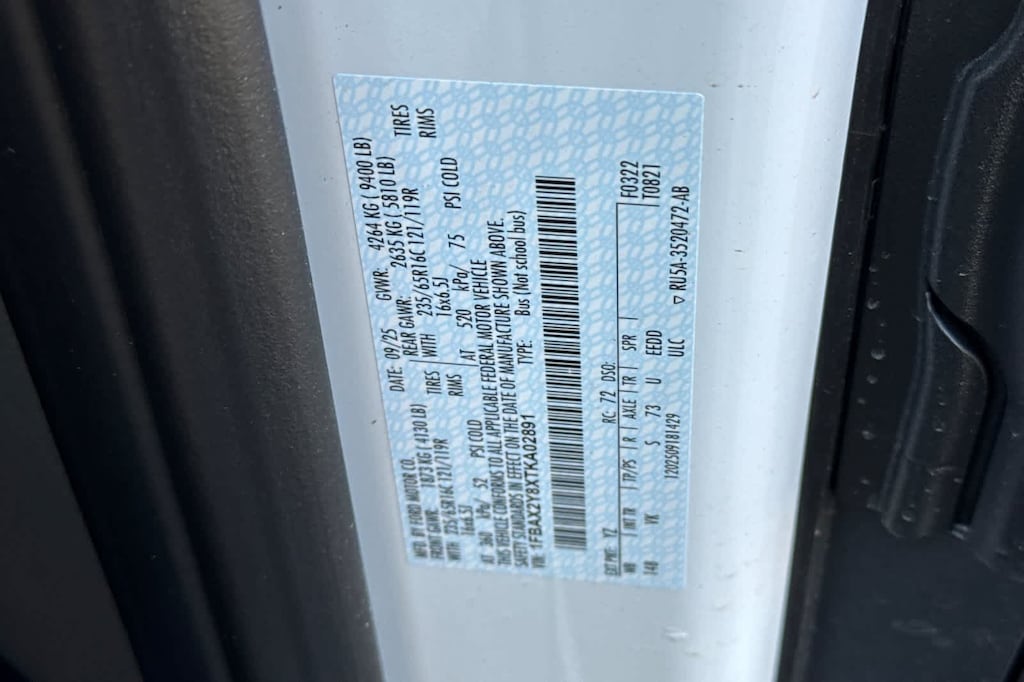 MFD. BY FORD MOTOR CO. DATE: 09/25 GVWR: 4264 KG ( 9400 LB)
FRONT GAWR: 1873 KG ( 4130 LB) REAR GAWR: 2635 KG ( 5810 LB)
WITH 235/65R16C 121/119R TIRES WITH 235/65R16C 121/119R TIRES
16x6.5J RIMS 16x6.5J RIMS
AT 360 kPa/ 52 PSI COLD AT 520 kPa/ 75 PSI COLD
THIS VEHICLE CONFORMS TO ALL APPLICABLE FEDERAL MOTOR VEHICLE
SAFETY STANDARDS IN EFFECT ON THE DATE OF MANUFACTURE SHOWN ABOVE.
VIN: 1FBAX2Y8XTKA02891 TYPE: Bus (Not school bus)
EXT PNT: YZ RC: 72 DSO: F0322
WB | INT TR | TP/PS | R | AXLE | TR | SPR | T0821
148 VK S 73 U EEDD
1202509181429 ULC ▽ RU5A-3520472-AB